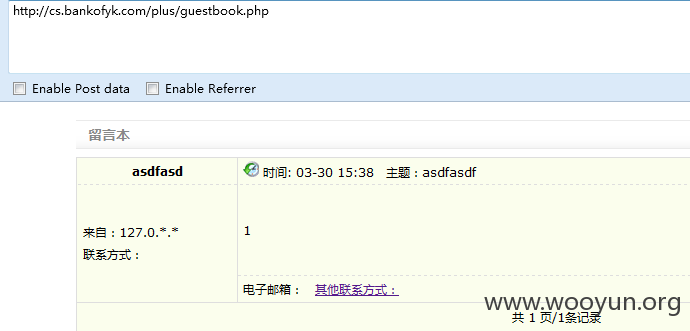 http://cs.bankofyk.com/plus/guestbook.php
Enable Post data Enable Referrer
留言本
asdfasd
时间: 03-30 15:38 主题：asdfasdf
来自：127.0.*.*
联系方式：
1
电子邮箱： 其他联系方式：
共 1 页/1条记录
www.wooyun.org